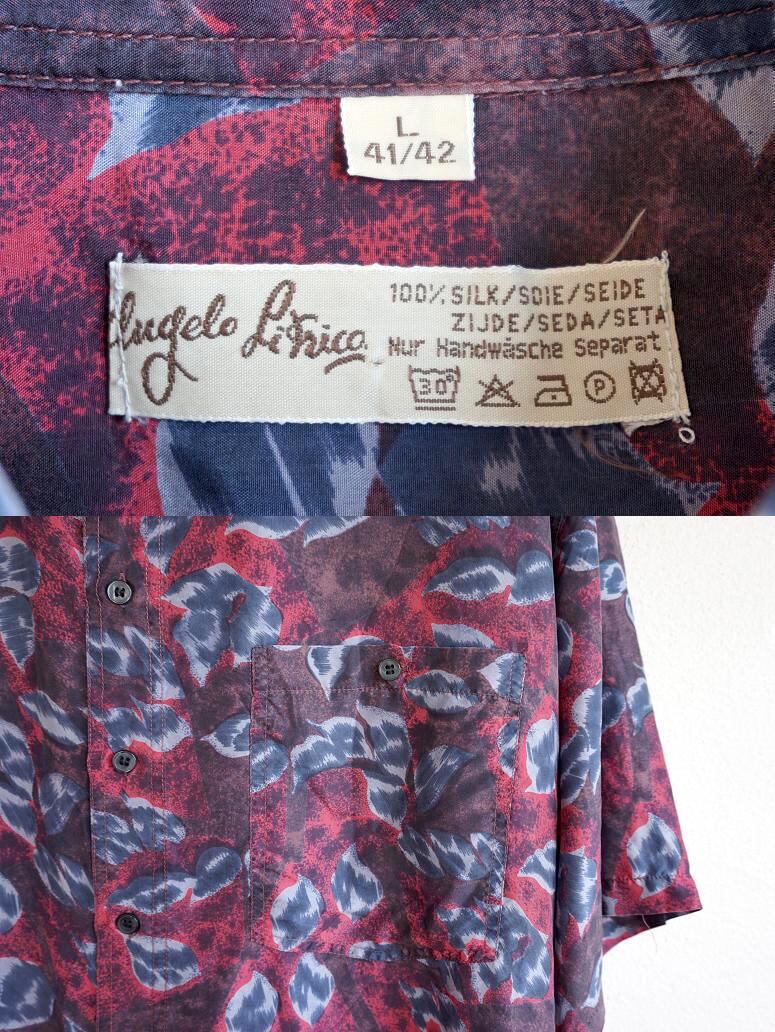 L
41/42
Angelo Litrico
100% SILK/SOIE/SEIDE
ZIJDE/SEDA/SETA
Nur Handwäsche Separat
30° P